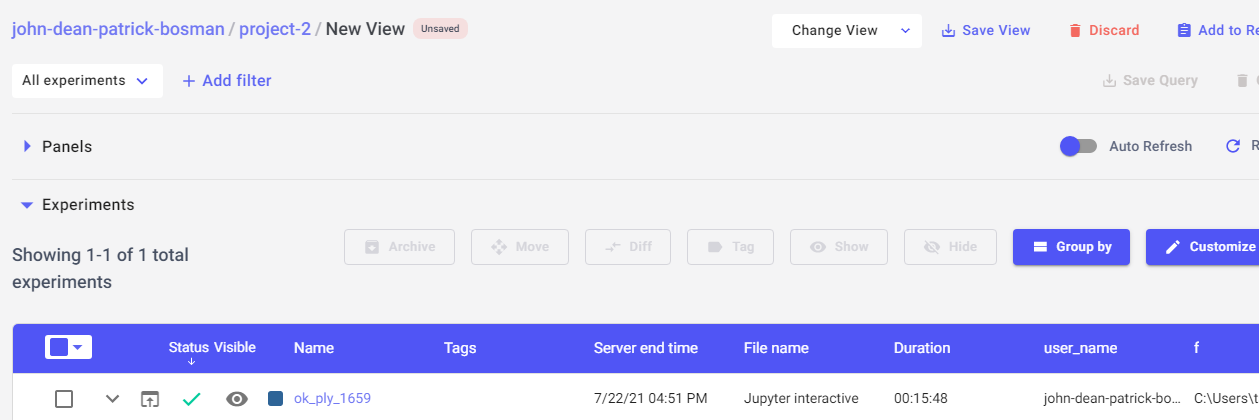 john-dean-patrick-bosman / project-2 / New View Unsaved Change View Save View Discard Add to Re
All experiments + Add filter Save Query
Panels Auto Refresh R
Experiments
Showing 1-1 of 1 total
experiments
Archive Move Diff Tag Show Hide Group by Customize
Status Visible Name Tags Server end time File name Duration user_name f
ok_ply_1659 7/22/21 04:51 PM Jupyter interactive 00:15:48 john-dean-patrick-bo... C:\Users\t